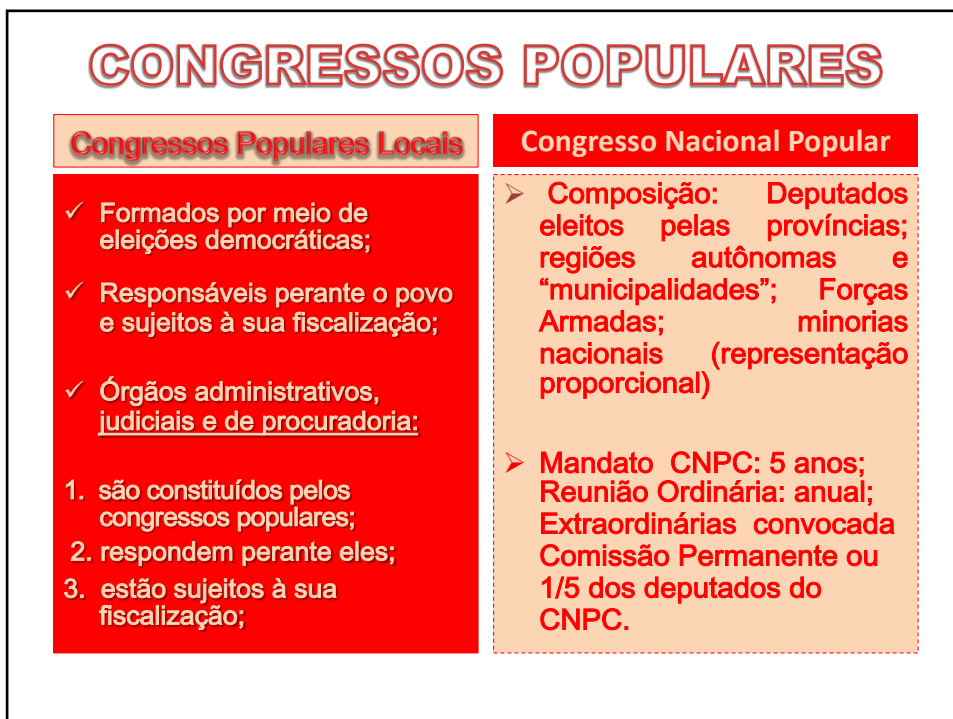 CONGRESSOS POPULARES
Congressos Populares Locais
✓ Formados por meio de
eleições democráticas;
✓ Responsáveis perante o povo
e sujeitos à sua fiscalização;
✓ Órgãos administrativos,
judiciais e de procuradoria:
1. são constituídos pelos
congressos populares;
2. respondem perante eles;
3. estão sujeitos à sua
fiscalização;
Congresso Nacional Popular
➢ Composição: Deputados
eleitos pelas províncias;
regiões autônomas e
“municipalidades”; Forças
Armadas; minorias
nacionais (representação
proporcional)
➢ Mandato CNPC: 5 anos;
Reunião Ordinária: anual;
Extraordinárias convocada
Comissão Permanente ou
1/5 dos deputados do
CNPC.